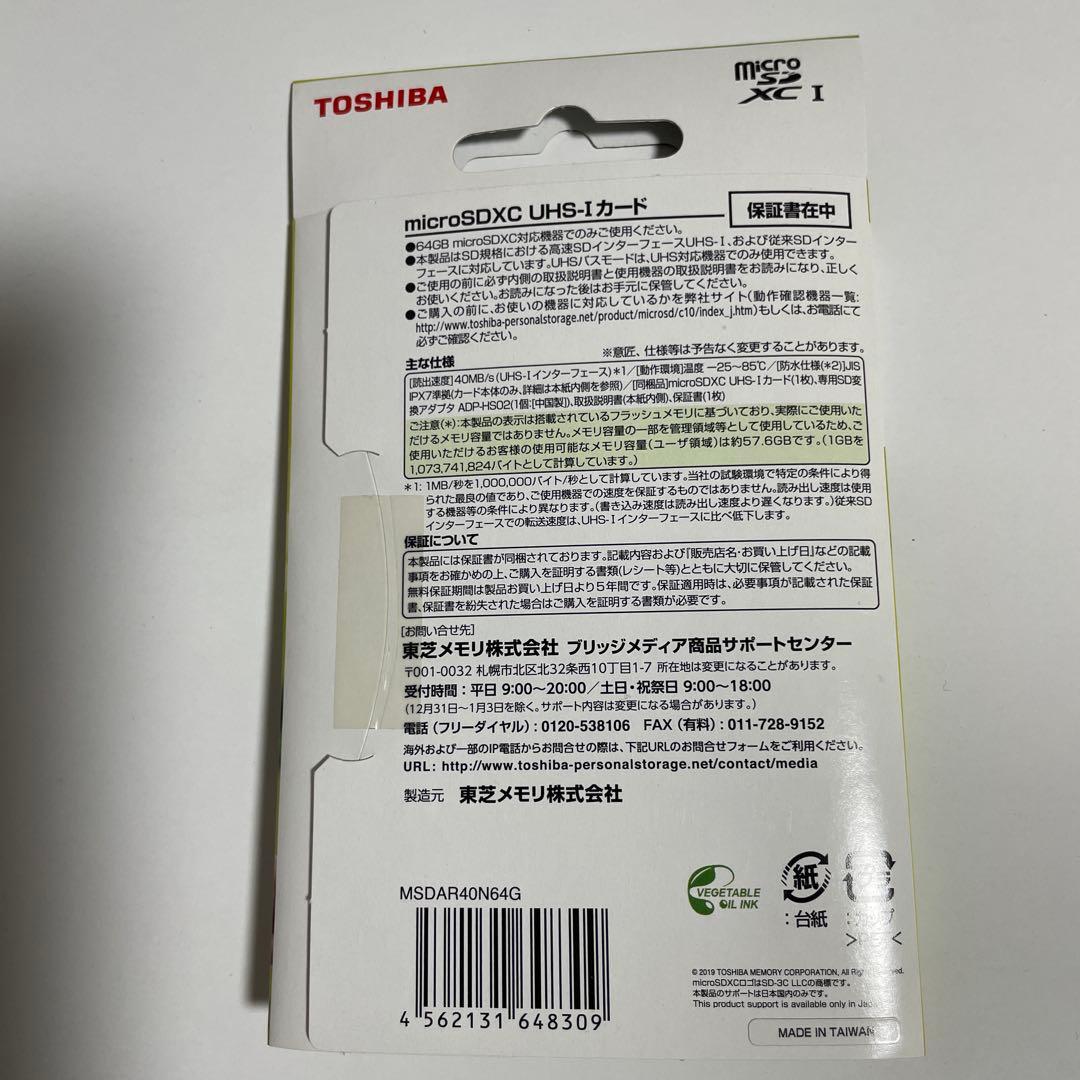 TOSHIBA
micro
SD
XC I
microSDXC UHS-Iカード
保証書在中
●64GB microSDXC対応機器でのみご使用ください。
●本製品はSD規格における高速SDインターフェースUHS-I、および従来SDインター
フェースに対応しています。UHSバスモードは、UHS対応機器でのみ使用できます。
●ご使用の前に必ず内側の取扱説明書と使用機器の取扱説明書をお読みになり、正しく
お使いください。お読みになった後はお手元に保管してください。
●ご購入の前に、お使いの機器に対応しているかを弊社サイト(動作確認機器一覧:
http://www.toshiba-personalstorage.net/product/microsd/c10/index_j.htm)もしくは、お電話にて
必ずご確認ください。
※意匠、仕様等は予告なく変更することがあります。
主な仕様
[読出速度]40MB/s(UHS-Iインターフェース)*1/[動作環境]温度 -25~85℃/[防水仕様(*2)]JIS
IPX7準拠(カード本体のみ、詳細は本紙内側を参照)/[同梱品]microSDXC UHS-Iカード(1枚)、専用SD変
換アダプタ ADP-HS02(1個:[中国製])、取扱説明書(本紙内側)、保証書(1枚)
ご注意(*):本製品の表示は搭載されているフラッシュメモリに基づいており、実際にご使用いた
だけるメモリ容量ではありません。メモリ容量の一部を管理領域等として使用しているため、ご
使用いただけるお客様の使用可能なメモリ容量(ユーザ領域)は約57.6GBです。(1GBを
1,073,741,824バイトとして計算しています。)
*1: 1MB/秒を1,000,000バイト/秒として計算しています。当社の試験環境で特定の条件により得
られた最良の値であり、ご使用機器での速度を保証するものではありません。読み出し速度は使用
する機器等の条件により異なります。(書き込み速度は読み出し速度より遅くなります。)従来SD
インターフェースでの転送速度は、UHS-Iインターフェースに比べ低下します。
保証について
本製品には保証書が同梱されております。記載内容および「販売店名・お買い上げ日」などの記載
事項をお確かめの上、ご購入を証明する書類(レシート等)とともに大切に保管してください。
無料保証期間は製品お買い上げ日より5年間です。保証適用時は、必要事項が記載された保証
書、保証書を紛失された場合はご購入を証明する書類が必要です。
[お問い合せ先]
東芝メモリ株式会社 ブリッジメディア商品サポートセンター
〒001-0032 札幌市北区北32条西10丁目1-7 所在地は変更になることがあります。
受付時間:平日 9:00~20:00/土日・祝祭日 9:00~18:00
(12月31日~1月3日を除く。サポート内容は変更になる場合があります。)
電話(フリーダイヤル):0120-538106 FAX(有料):011-728-9152
海外および一部のIP電話からお問合せの際は、下記URLのお問合せフォームをご利用ください。
URL: http://www.toshiba-personalstorage.net/contact/media
製造元 東芝メモリ株式会社
MSDAR40N64G
VEGETABLE
OIL INK
紙
:台紙
4 562131 648309
© 2019 TOSHIBA MEMORY CORPORATION, All Rights Reserved.
microSDXCロゴはSD-3C LLCの商標です。
本製品のサポートは日本国内のみです。
This product support is available only in Japan.
MADE IN TAIWAN